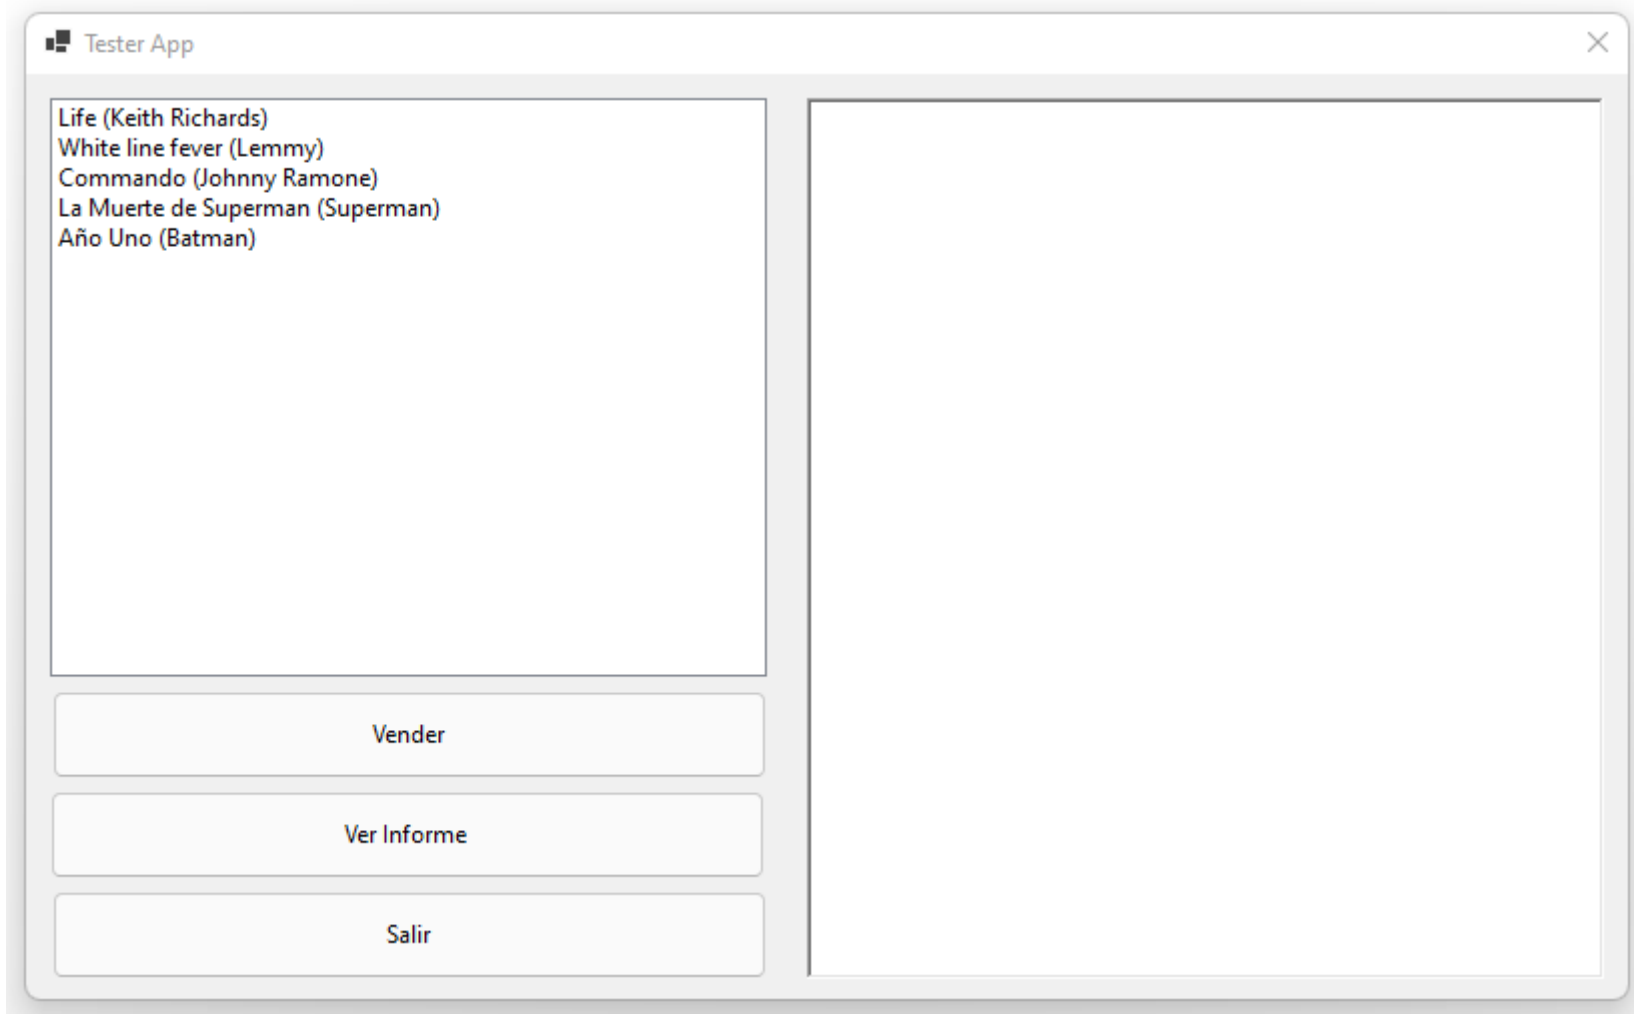 Tester App
Life (Keith Richards)
White line fever (Lemmy)
Commando (Johnny Ramone)
La Muerte de Superman (Superman)
Año Uno (Batman)
Vender
Ver Informe
Salir